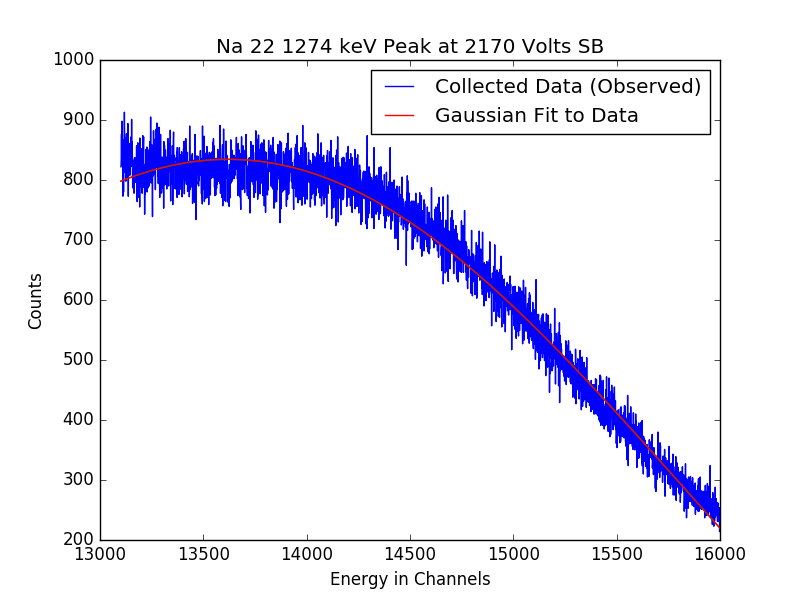 Na 22 1274 keV Peak at 2170 Volts SB
Collected Data (Observed)
Gaussian Fit to Data
1000
900
800
700
600
500
400
300
200
Counts
13000 13500 14000 14500 15000 15500 16000
Energy in Channels